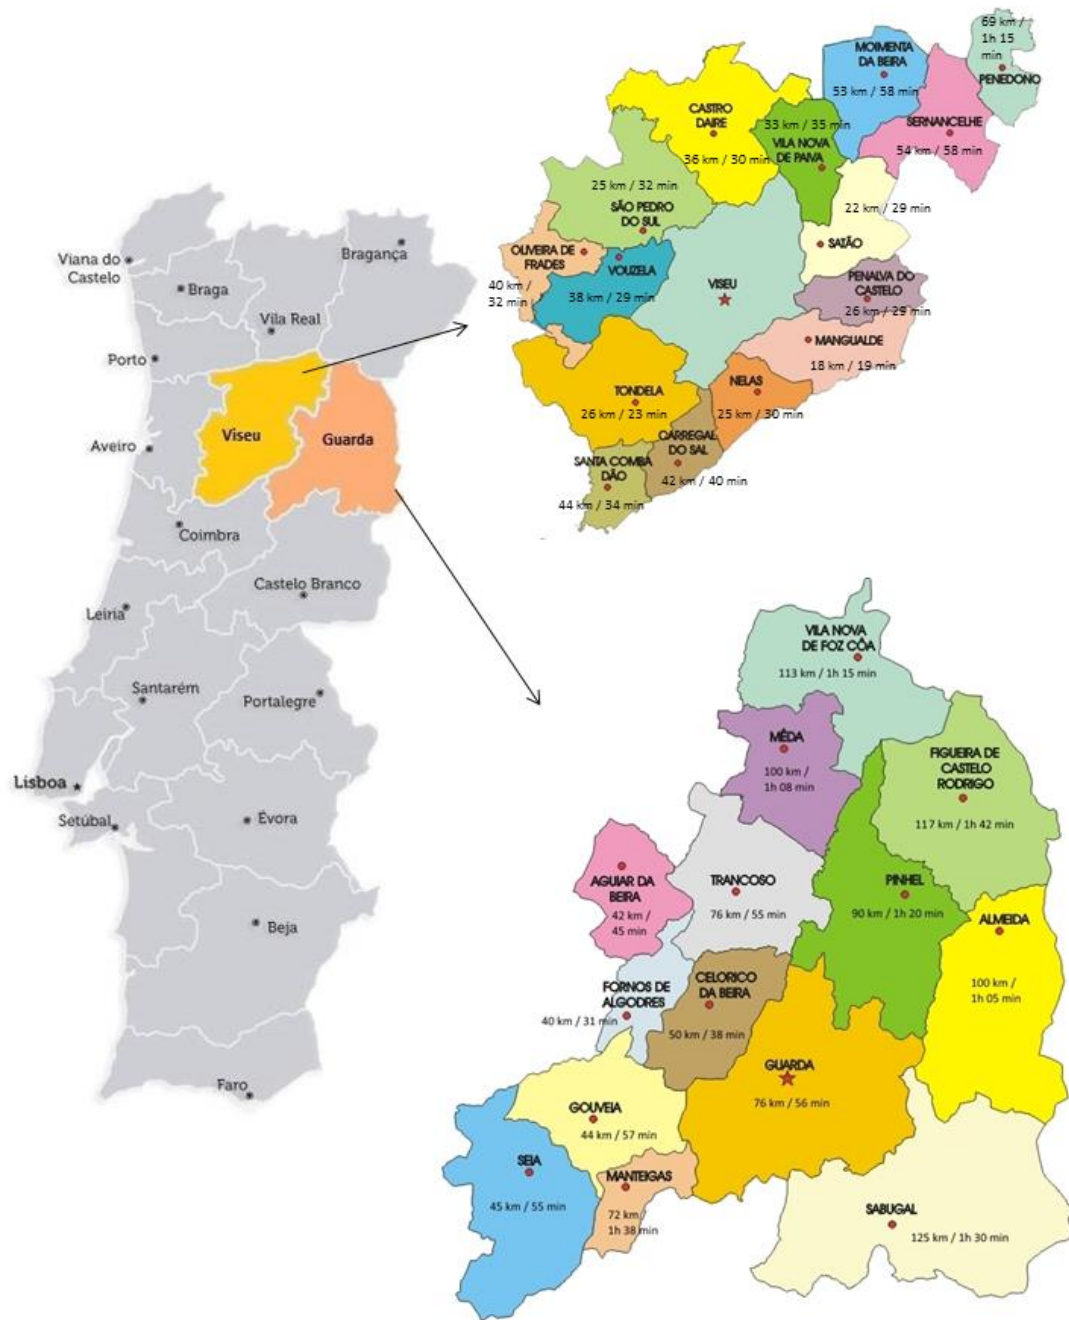 Viana do
Castelo
Braga
Bragança
Vila Real
Porto
Aveiro
Viseu
Guarda
Coimbra
Castelo Branco
Leiria
Santarém
Portalegre
Lisboa
Setúbal
Évora
Beja
Faro
69 km /
1h 15
min
PENEDONO
MOIMENTA
DA BEIRA
53 km / 58 min
SERNANCELHE
54 km / 58 min
CASTRO
DAIRE
36 km / 30 min
33 km / 35 min
VILA NOVA
DE PAIVA
25 km / 32 min
SÃO PEDRO
DO SUL
22 km / 29 min
SATÃO
OLIVEIRA DE
FRADES
40 km /
32 min
VOUZELA
38 km / 29 min
VISEU
PENALVA DO
CASTELO
26 km / 29 min
MANGUALDE
18 km / 19 min
TONDELA
26 km / 23 min
NELAS
25 km / 30 min
CARREGAL
DO SAL
42 km / 40 min
SANTA COMBA
DÃO
44 km / 34 min
VILA NOVA
DE FOZ CÔA
113 km / 1h 15 min
MÊDA
100 km /
1h 08 min
FIGUEIRA DE
CASTELO
RODRIGO
117 km / 1h 42 min
AGUIAR DA
BEIRA
42 km /
45 min
TRANCOSO
76 km / 55 min
PINHEL
90 km / 1h 20 min
ALMEIDA
100 km /
1h 05 min
FORNOS DE
ALGODRES
40 km / 31 min
CELORICO
DA BEIRA
50 km / 38 min
GUARDA
76 km / 56 min
GOUVEIA
44 km / 57 min
SEIA
45 km / 55 min
MANTEIGAS
72 km
1h 38 min
SABUGAL
125 km / 1h 30 min